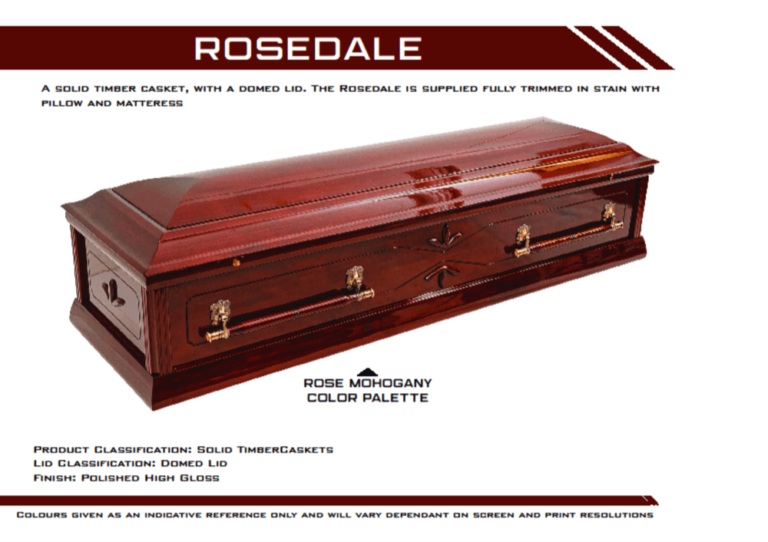 ROSEDALE
A SOLID TIMBER CASKET, WITH A DOMED LID. THE ROSEDALE IS SUPPLIED FULLY TRIMMED IN STAIN WITH
PILLOW AND MATTERESS
ROSE MOHOGANY
COLOR PALETTE
PRODUCT CLASSIFICATION: SOLID TIMBERCASKETS
LID CLASSIFICATION: DOMED LID
FINISH: POLISHED HIGH GLOSS
COLOURS GIVEN AS AN INDICATIVE REFERENCE ONLY AND WILL VARY DEPENDANT ON SCREEN AND PRINT RESOLUTIONS